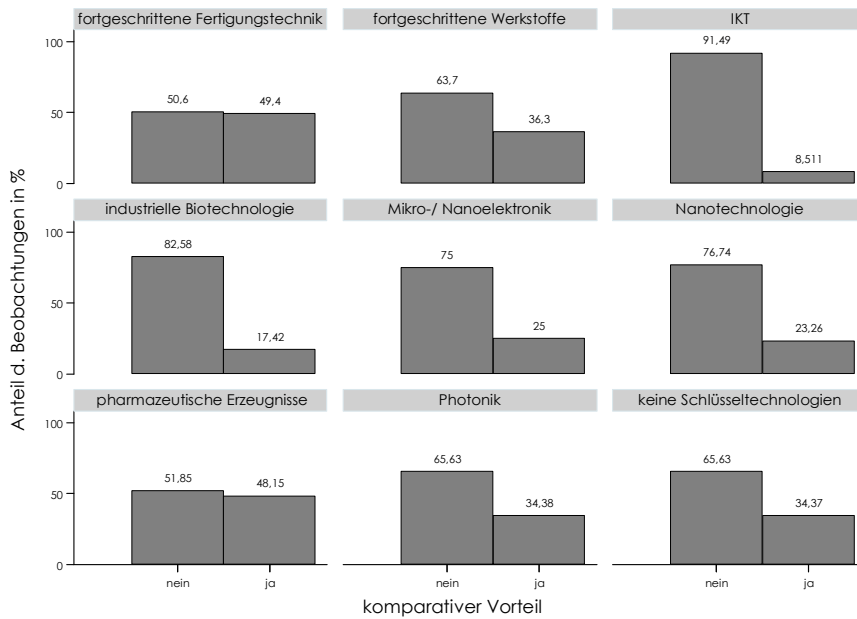 fortgeschrittene Fertigungstechnik
fortgeschrittene Werkstoffe
IKT
100
50
0
50,6
49,4
63,7
36,3
91,49
8,511
industrielle Biotechnologie
Mikro-/ Nanoelektronik
Nanotechnologie
100
50
0
82,58
17,42
75
25
76,74
23,26
pharmazeutische Erzeugnisse
Photonik
keine Schlüsseltechnologien
100
50
0
51,85
48,15
65,63
34,38
65,63
34,37
nein
ja
nein
ja
nein
ja
Anteil d. Beobachtungen in %
komparativer Vorteil